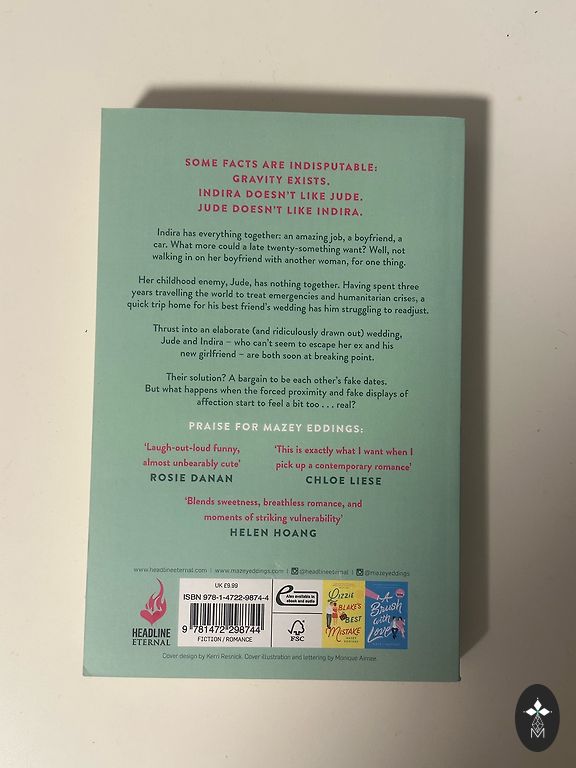 SOME FACTS ARE INDISPUTABLE:
GRAVITY EXISTS.
INDIRA DOESN'T LIKE JUDE.
JUDE DOESN'T LIKE INDIRA.
Indira has everything together: an amazing job, a boyfriend, a
car. What more could a late twenty-something want? Well, not
walking in on her boyfriend with another woman, for one thing.
Her childhood enemy, Jude, has nothing together. Having spent three
years travelling the world to treat emergencies and humanitarian crises, a
quick trip home for his best friend's wedding has him struggling to readjust.
Thrust into an elaborate (and ridiculously drawn out) wedding,
Jude and Indira – who can't seem to escape her ex and his
new girlfriend – are both soon at breaking point.
Their solution? A bargain to be each other's fake dates.
But what happens when the forced proximity and fake displays of
affection start to feel a bit too . . . real?
PRAISE FOR MAZEY EDDINGS:
'Laugh-out-loud funny,
almost unbearably cute'
ROSIE DANAN
'This is exactly what I want when I
pick up a contemporary romance'
CHLOE LIESE
'Blends sweetness, breathless romance, and
moments of striking vulnerability'
HELEN HOANG
www.headlineeternal.com | www.mazeyeddings.com | @headlineeternal | @mazeyeddings
HEADLINE
ETERNAL
UK £9.99
ISBN 978-1-4722-9874-4
9 781472 298744
FICTION / ROMANCE
e
Also available in
ebook and audio
FSC
LIZZIE
BLAKE'S
BEST
MISTAKE
MAZEY EDDINGS
A
Brush
with
Love
Cover design by Kerri Resnick. Cover illustration and lettering by Monique Aimee.
M